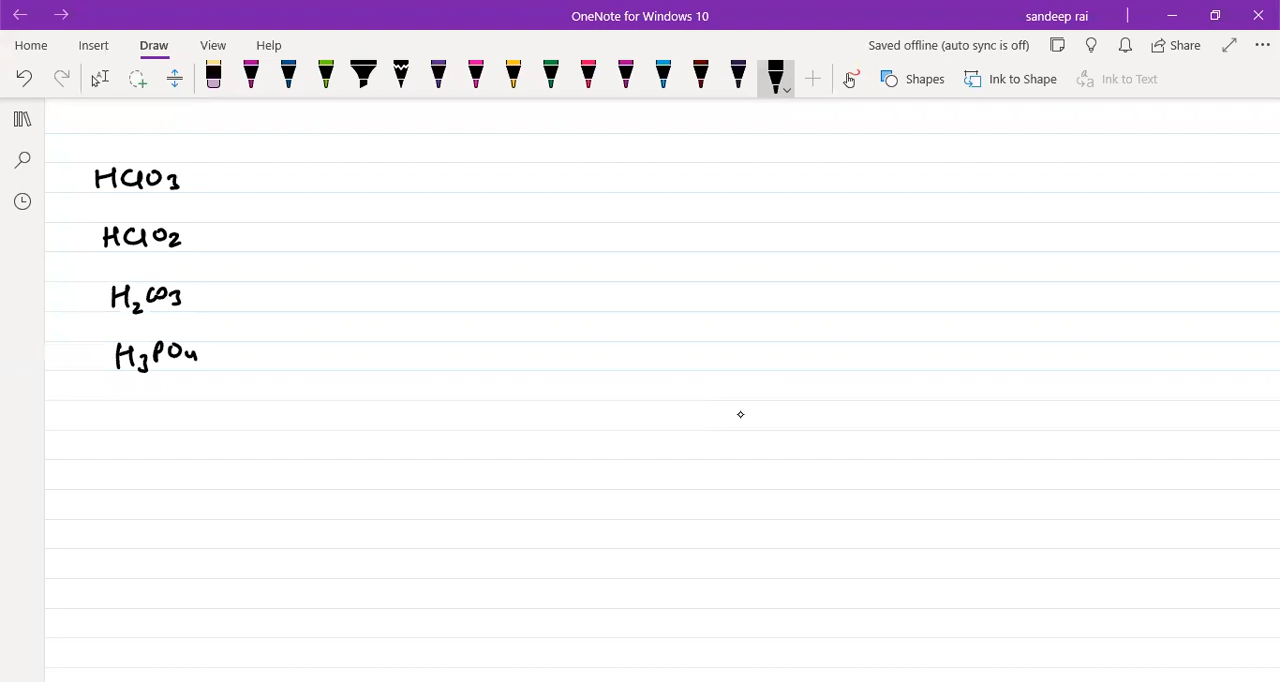 OneNote for Windows 10
sandeep rai
Home Insert Draw View Help
Saved offline (auto sync is off) Share
Shapes Ink to Shape Ink to Text
HClO3
HClO2
H2CO3
H3PO4